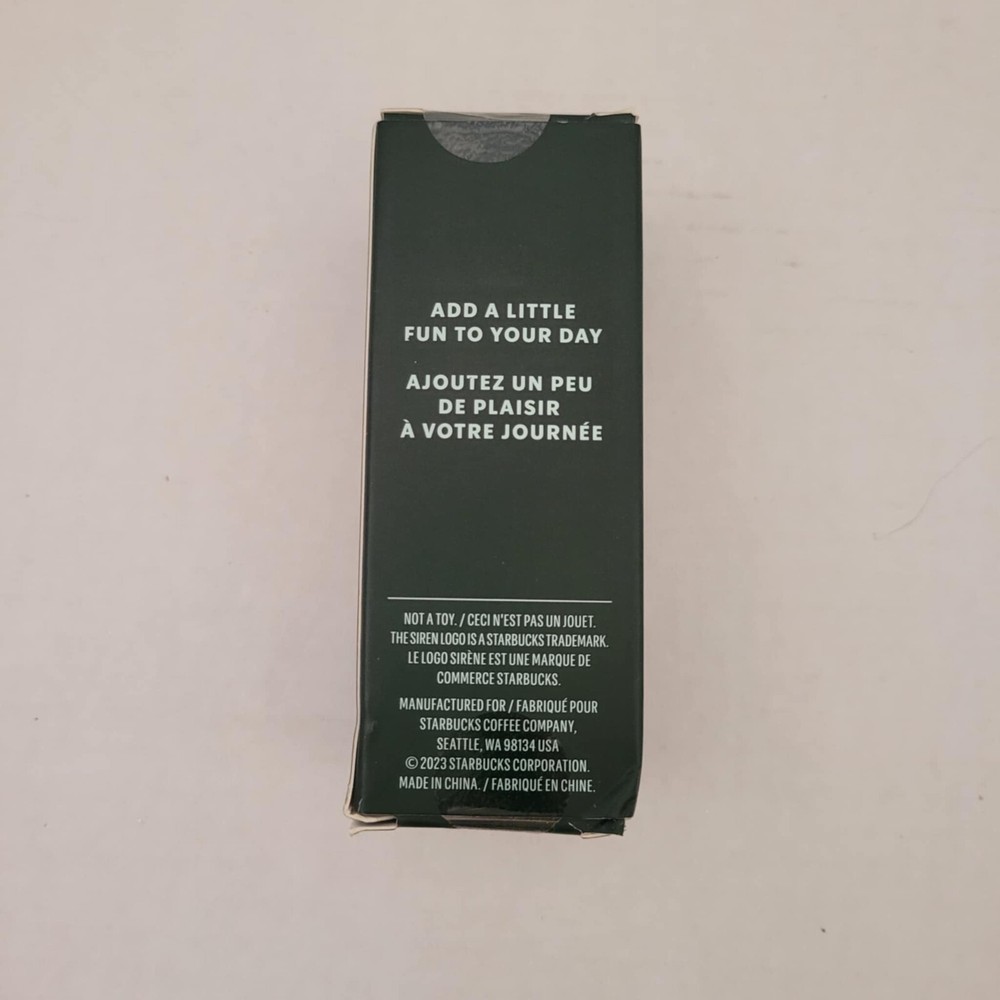 ADD A LITTLE
FUN TO YOUR DAY
AJOUTEZ UN PEU
DE PLAISIR
À VOTRE JOURNÉE
NOT A TOY. / CECI N'EST PAS UN JOUET.
THE SIREN LOGO IS A STARBUCKS TRADEMARK.
LE LOGO SIRÈNE EST UNE MARQUE DE
COMMERCE STARBUCKS.
MANUFACTURED FOR / FABRIQUÉ POUR
STARBUCKS COFFEE COMPANY,
SEATTLE, WA 98134 USA
© 2023 STARBUCKS CORPORATION.
MADE IN CHINA. / FABRIQUÉ EN CHINE.